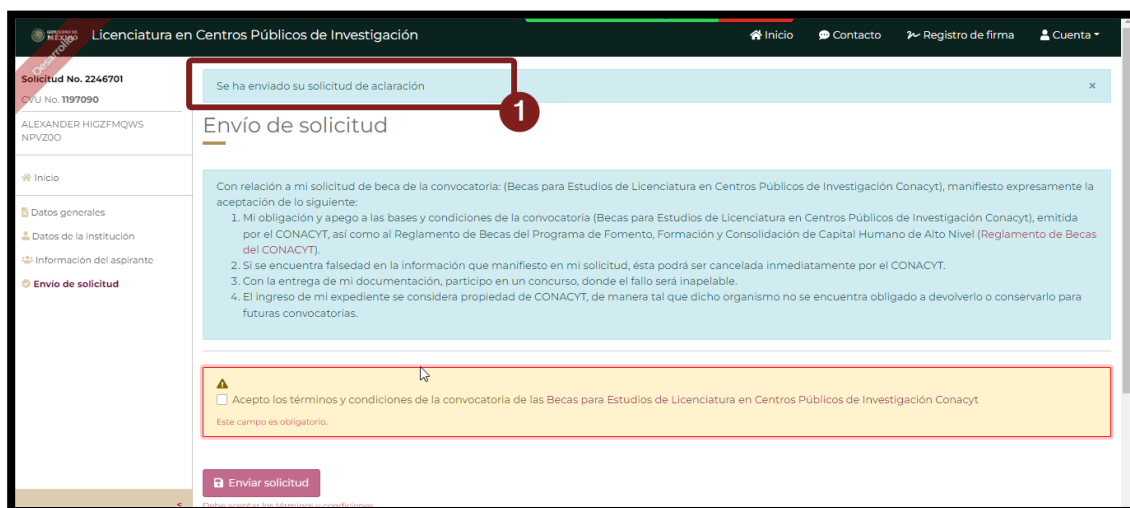 GOBIERNO DE
MÉXICO
Licenciatura en Centros Públicos de Investigación
Inicio
Contacto
Registro de firma
Cuenta
Desarrollo
Solicitud No. 2246701
CVU No. 1197090
ALEXANDER HIGZFMQWS
NPVZ0O
Inicio
Datos generales
Datos de la institución
Información del aspirante
Envío de solicitud
<
Se ha enviado su solicitud de aclaración
×
1
Envío de solicitud
Con relación a mi solicitud de beca de la convocatoria: (Becas para Estudios de Licenciatura en Centros Públicos de Investigación Conacyt), manifiesto expresamente la
aceptación de lo siguiente:
1. Mi obligación y apego a las bases y condiciones de la convocatoria (Becas para Estudios de Licenciatura en Centros Públicos de Investigación Conacyt), emitida
por el CONACYT, así como al Reglamento de Becas del Programa de Fomento, Formación y Consolidación de Capital Humano de Alto Nivel (Reglamento de Becas
del CONACYT).
2. Si se encuentra falsedad en la información que manifiesto en mi solicitud, ésta podrá ser cancelada inmediatamente por el CONACYT.
3. Con la entrega de mi documentación, participo en un concurso, donde el fallo será inapelable.
4. El ingreso de mi expediente se considera propiedad de CONACYT, de manera tal que dicho organismo no se encuentra obligado a devolverlo o conservarlo para
futuras convocatorias.
Acepto los términos y condiciones de la convocatoria de las Becas para Estudios de Licenciatura en Centros Públicos de Investigación Conacyt
Este campo es obligatorio.
Enviar solicitud
Debe aceptar los términos y condiciones